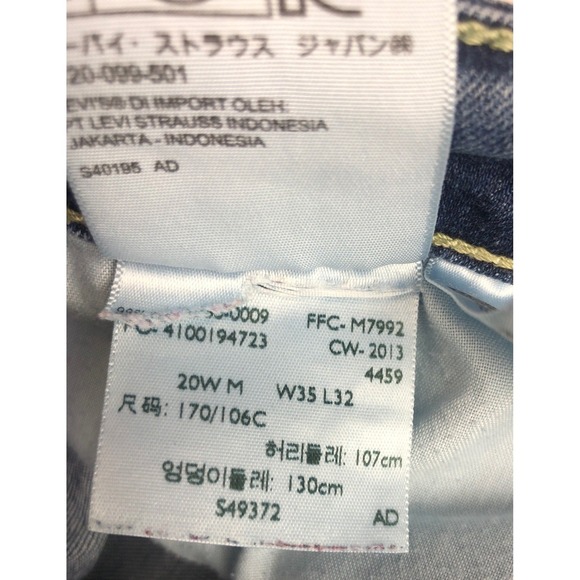 ーバイ・ストラウス ジャパン㈱
20-099-501
EVI'S® DI IMPORT OLEH:
PT LEVI STRAUSS INDONESIA
JAKARTA - INDONESIA
S40195 AD
-0009 FFC- M7992
4100194723 CW- 2013
4459
20W M W35 L32
尺码: 170/106C
허리둘레: 107cm
엉덩이둘레: 130cm
S49372 AD